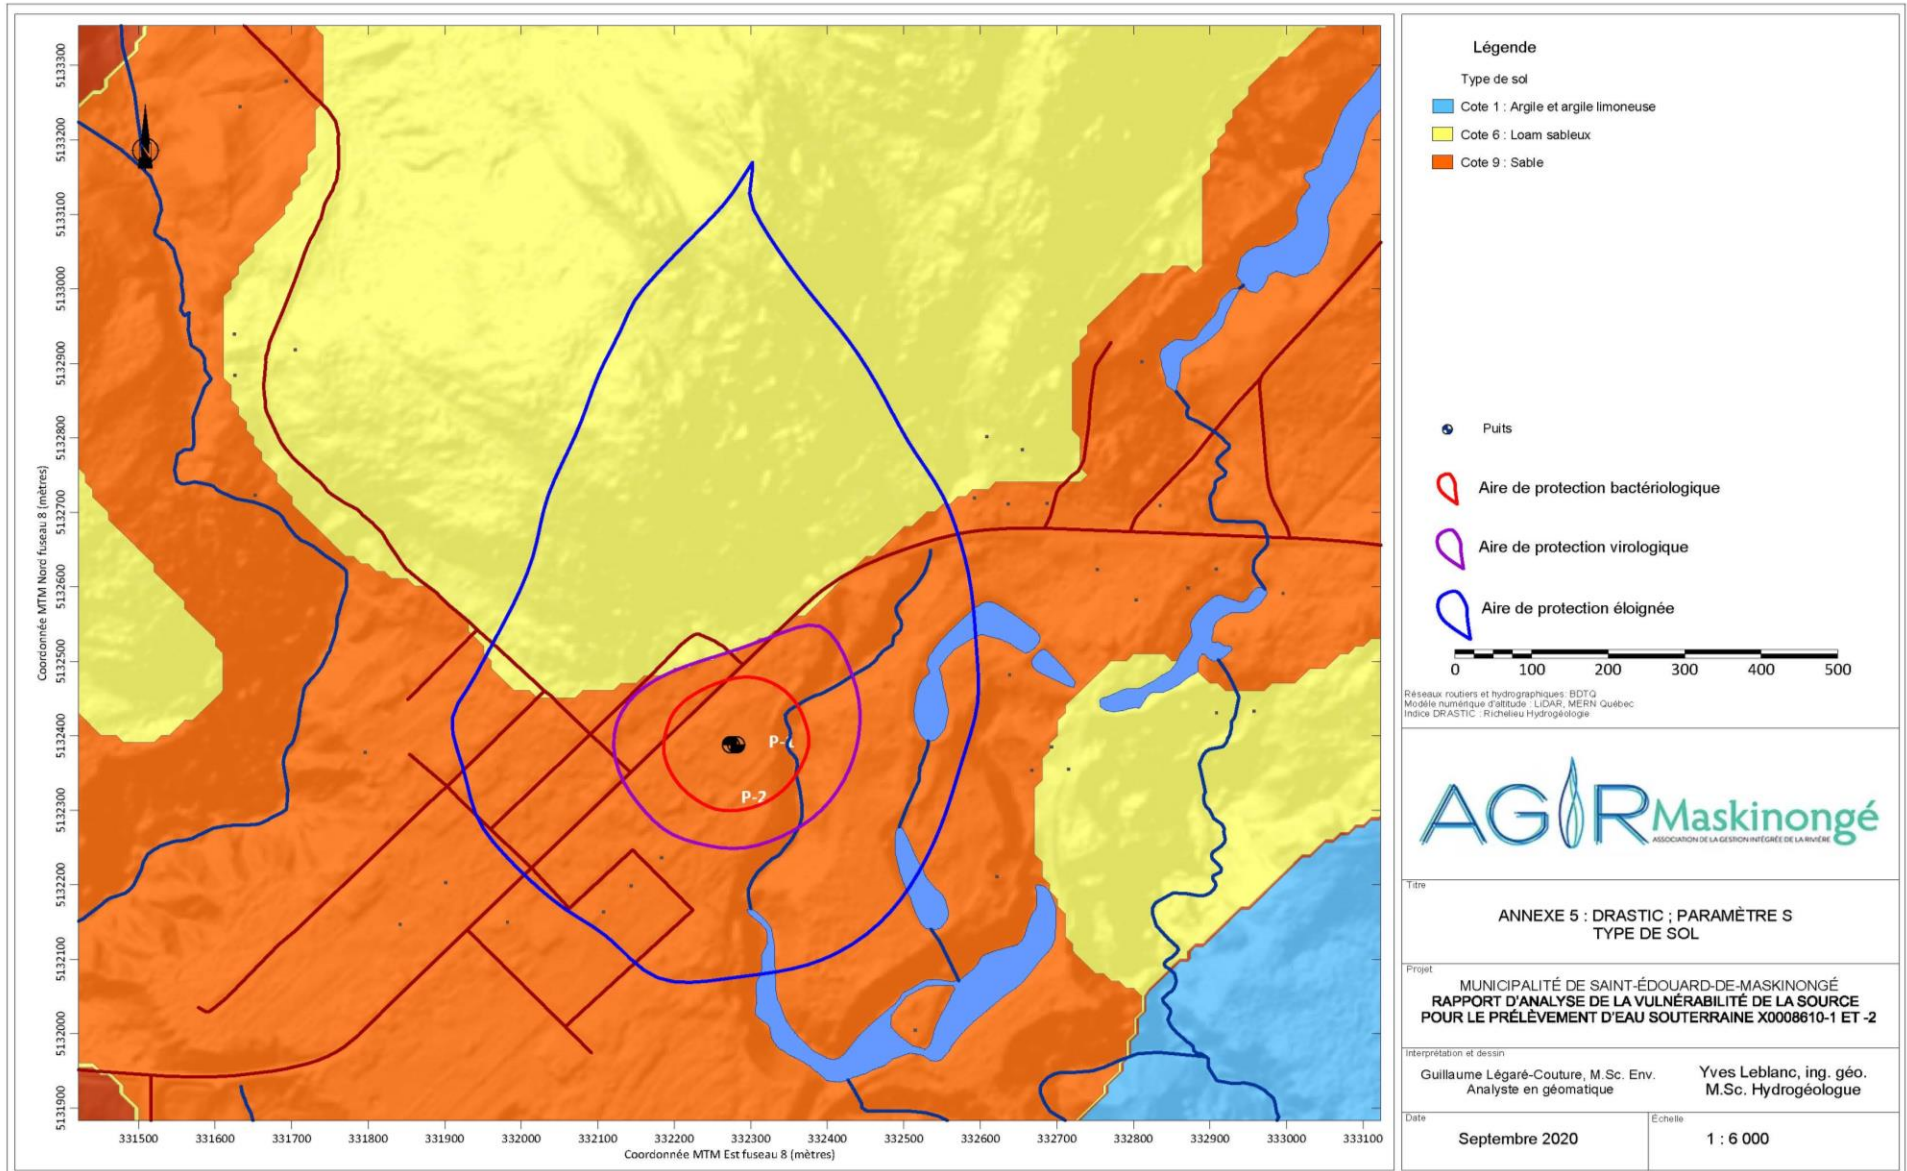 5133300
5133200
5133100
5133000
5132900
5132800
5132700
5132600
5132500
5132400
5132300
5132200
5132100
5132000
5131900
Coordonnée MTM Nord fuseau 8 (mètres)
N
P-1
P-2
331500 331600 331700 331800 331900 332000 332100 332200 332300 332400 332500 332600 332700 332800 332900 333000 333100
Coordonnée MTM Est fuseau 8 (mètres)
Légende
Type de sol
Cote 1 : Argile et argile limoneuse
Cote 6 : Loam sableux
Cote 9 : Sable
Puits
Aire de protection bactériologique
Aire de protection virologique
Aire de protection éloignée
0 100 200 300 400 500
Réseaux routiers et hydrographiques: BDTQ
Modèle numérique d'altitude : LiDAR, MERN Québec
Indice DRASTIC : Richelieu Hydrogéologie
AGIR Maskinongé
ASSOCIATION DE LA GESTION INTÉGRÉE DE LA RIVIÈRE
Titre
ANNEXE 5 : DRASTIC ; PARAMÈTRE S
TYPE DE SOL
Projet
MUNICIPALITÉ DE SAINT-ÉDOUARD-DE-MASKINONGÉ
RAPPORT D'ANALYSE DE LA VULNÉRABILITÉ DE LA SOURCE
POUR LE PRÉLÈVEMENT D'EAU SOUTERRAINE X0008610-1 ET -2
Interprétation et dessin
Guillaume Légaré-Couture, M.Sc. Env.
Analyste en géomatique
Yves Leblanc, ing. géo.
M.Sc. Hydrogéologue
Date
Septembre 2020
Échelle
1 : 6 000